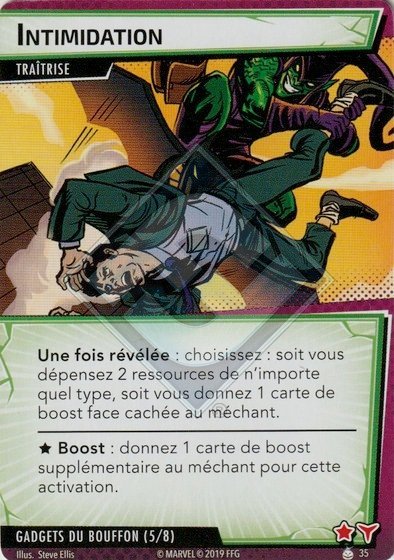 INTIMIDATION
TRAÎTRISE
Une fois révélée : choisissez : soit vous
dépensez 2 ressources de n'importe
quel type, soit vous donnez 1 carte de
boost face cachée au méchant.
★ Boost : donnez 1 carte de boost
supplémentaire au méchant pour cette
activation.
GADGETS DU BOUFFON (5/8)
Illus. Steve Ellis © MARVEL © 2019 FFG 35